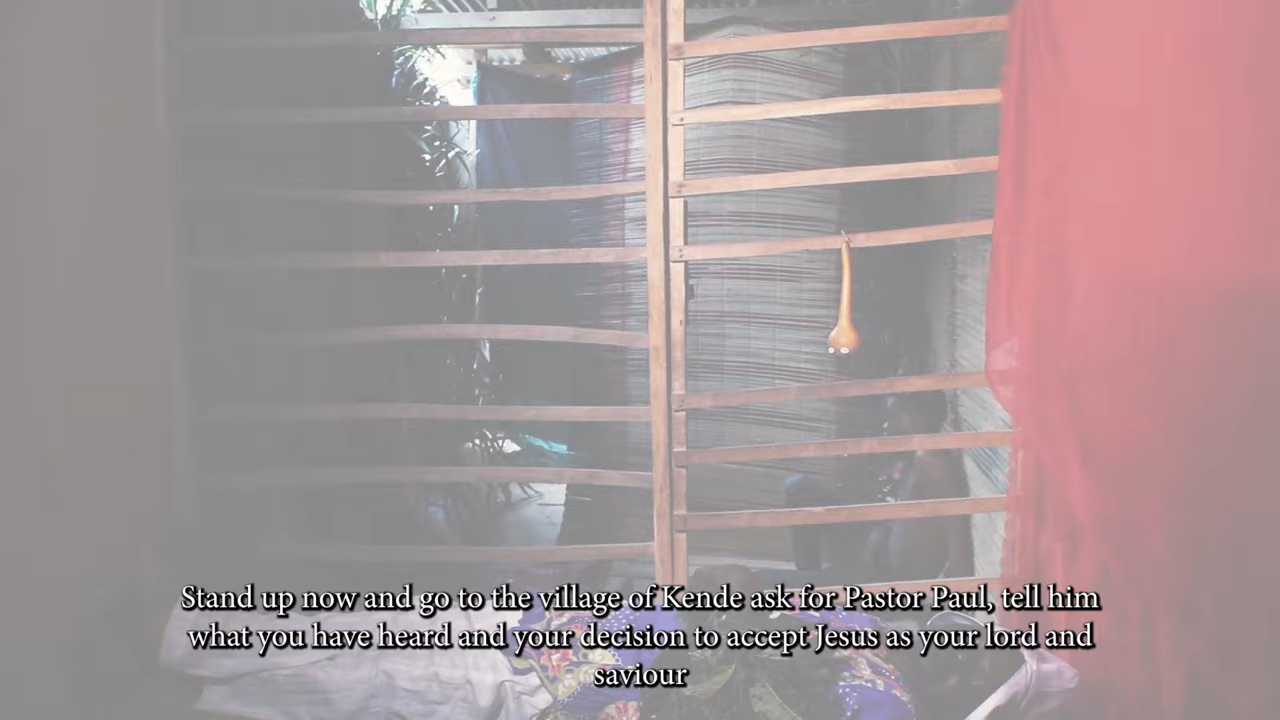 Stand up now and go to the village of Kende ask for Pastor Paul, tell him
what you have heard and your decision to accept Jesus as your lord and
saviour